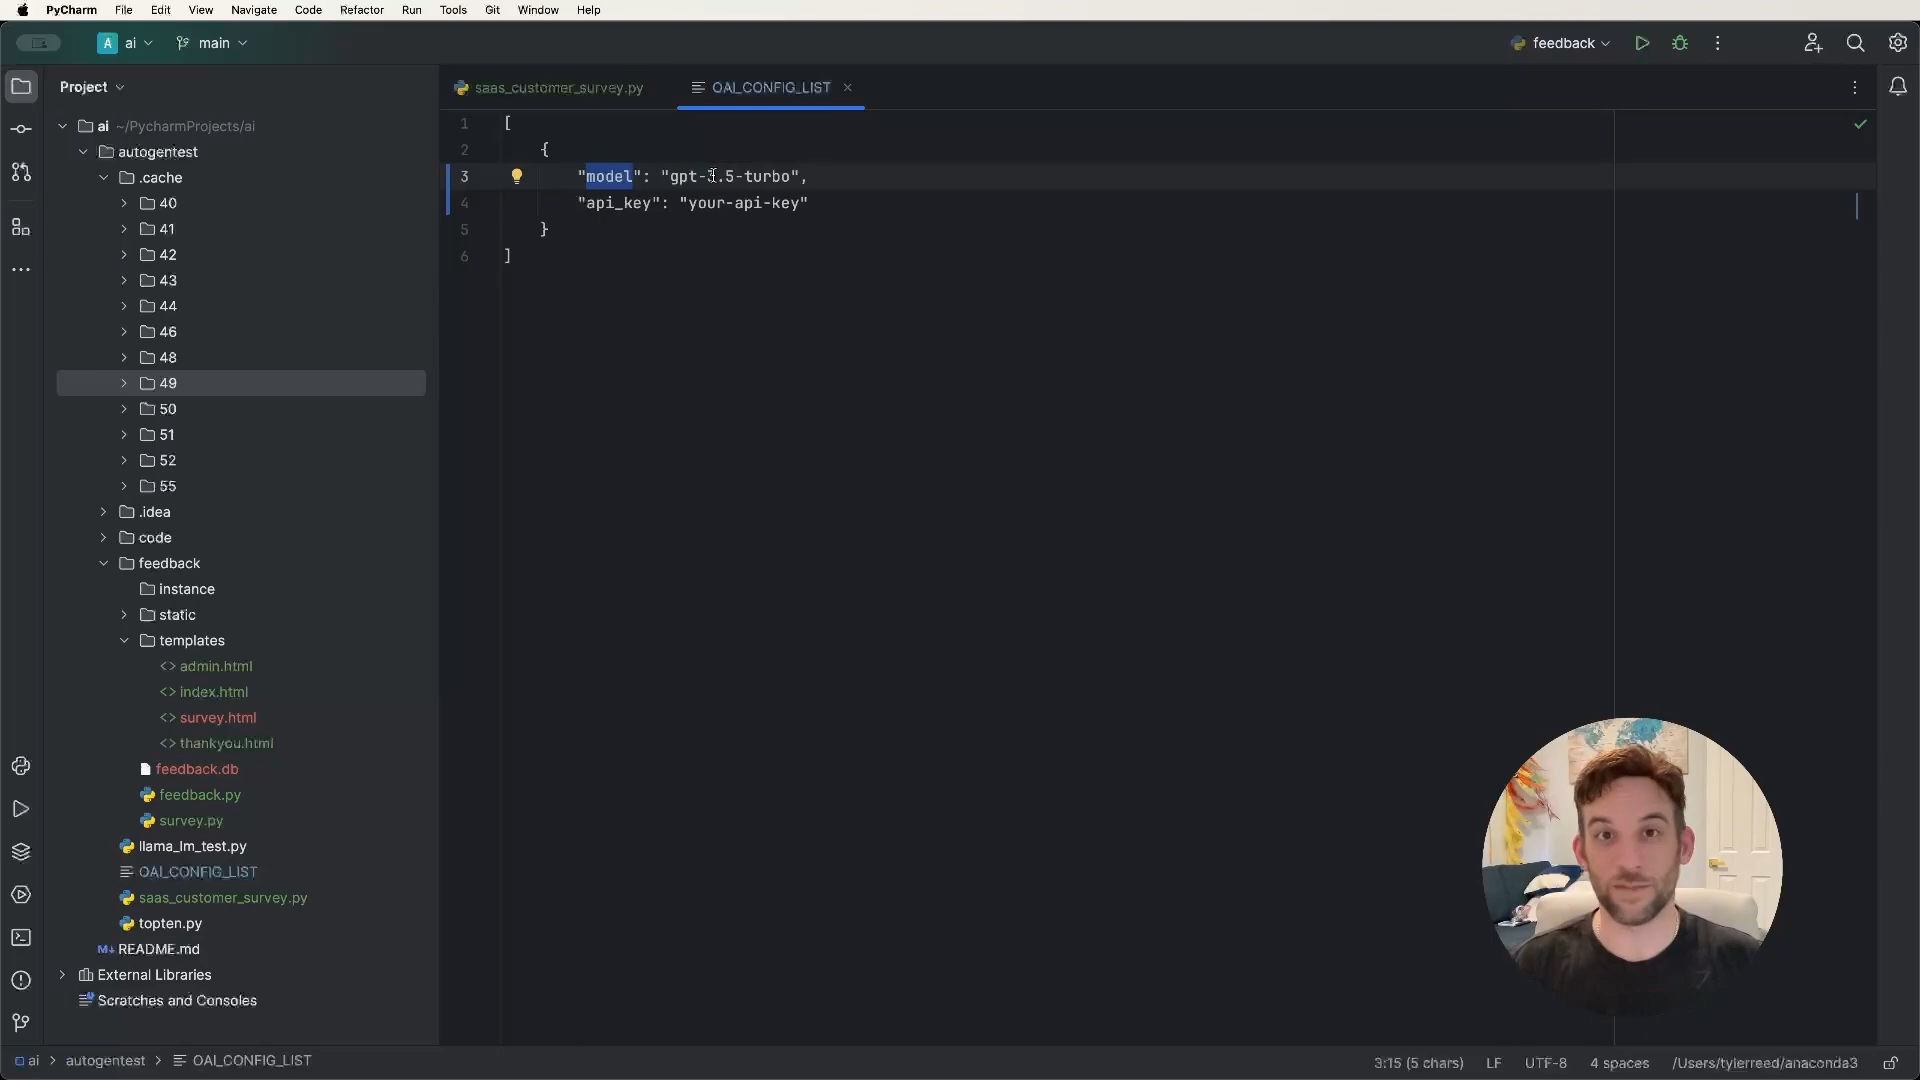 PyCharm File Edit View Navigate Code Refactor Run Tools Git Window Help
A ai main feedback
Project saas_customer_survey.py OAI_CONFIG_LIST
ai ~/PycharmProjects/ai
autogentest
.cache
40
41
42
43
44
46
48
49
50
51
52
55
.idea
code
feedback
instance
static
templates
<> admin.html
<> index.html
<> survey.html
<> thankyou.html
feedback.db
feedback.py
survey.py
llama_lm_test.py
OAI_CONFIG_LIST
saas_customer_survey.py
topten.py
M↓ README.md
External Libraries
Scratches and Consoles
1 [
2 {
3 "model": "gpt-3.5-turbo",
4 "api_key": "your-api-key"
5 }
6 ]
ai > autogentest > OAI_CONFIG_LIST 3:15 (5 chars) LF UTF-8 4 spaces /Users/tylerreed/anaconda3